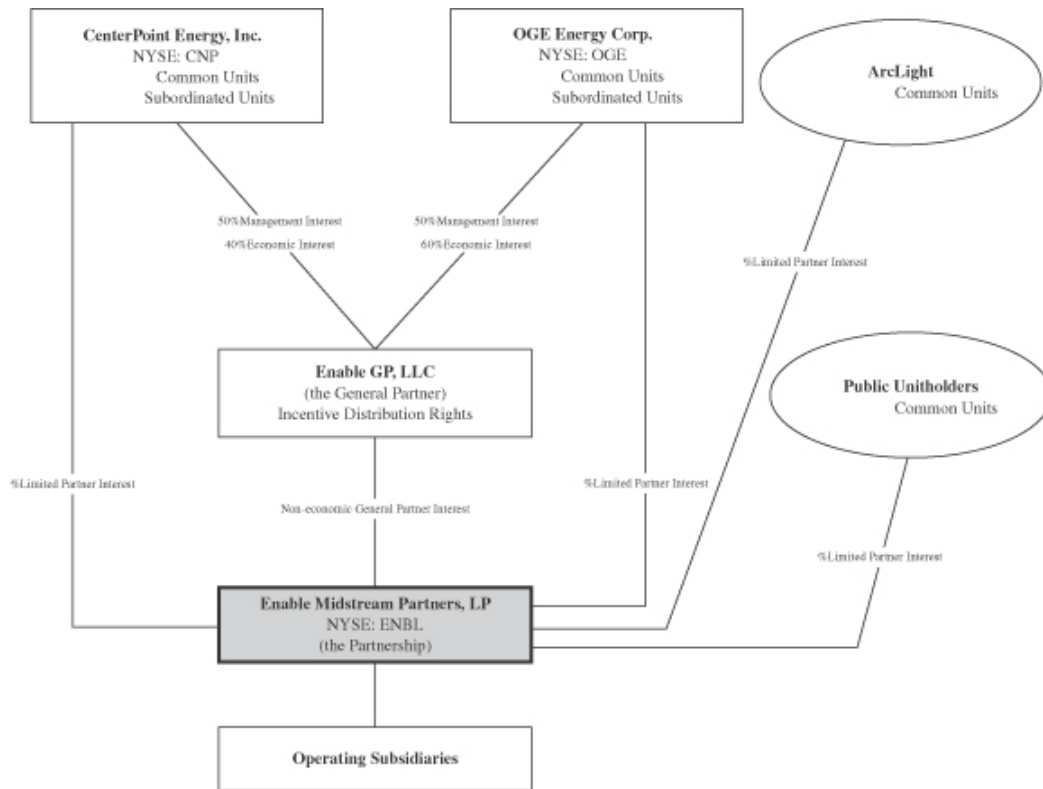 CenterPoint Energy, Inc.
NYSE: CNP
Common Units
Subordinated Units
OGE Energy Corp.
NYSE: OGE
Common Units
Subordinated Units
ArcLight
Common Units
50%Management Interest
40%Economic Interest
50%Management Interest
60%Economic Interest
%Limited Partner Interest
Enable GP, LLC
(the General Partner)
Incentive Distribution Rights
Public Unitholders
Common Units
%Limited Partner Interest
%Limited Partner Interest
Non-economic General Partner Interest
%Limited Partner Interest
Enable Midstream Partners, LP
NYSE: ENBL
(the Partnership)
Operating Subsidiaries